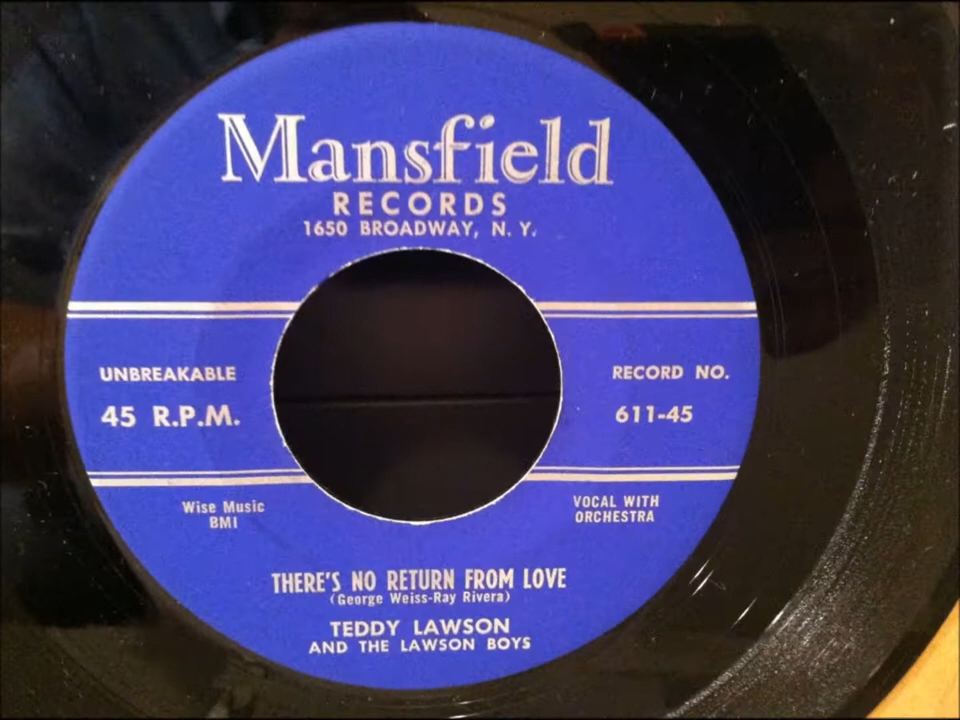 Mansfield
RECORDS
1650 BROADWAY, N. Y.
UNBREAKABLE
RECORD NO.
45 R.P.M.
611-45
Wise Music
BMI
VOCAL WITH
ORCHESTRA
THERE'S NO RETURN FROM LOVE
(George Weiss-Ray Rivera)
TEDDY LAWSON
AND THE LAWSON BOYS